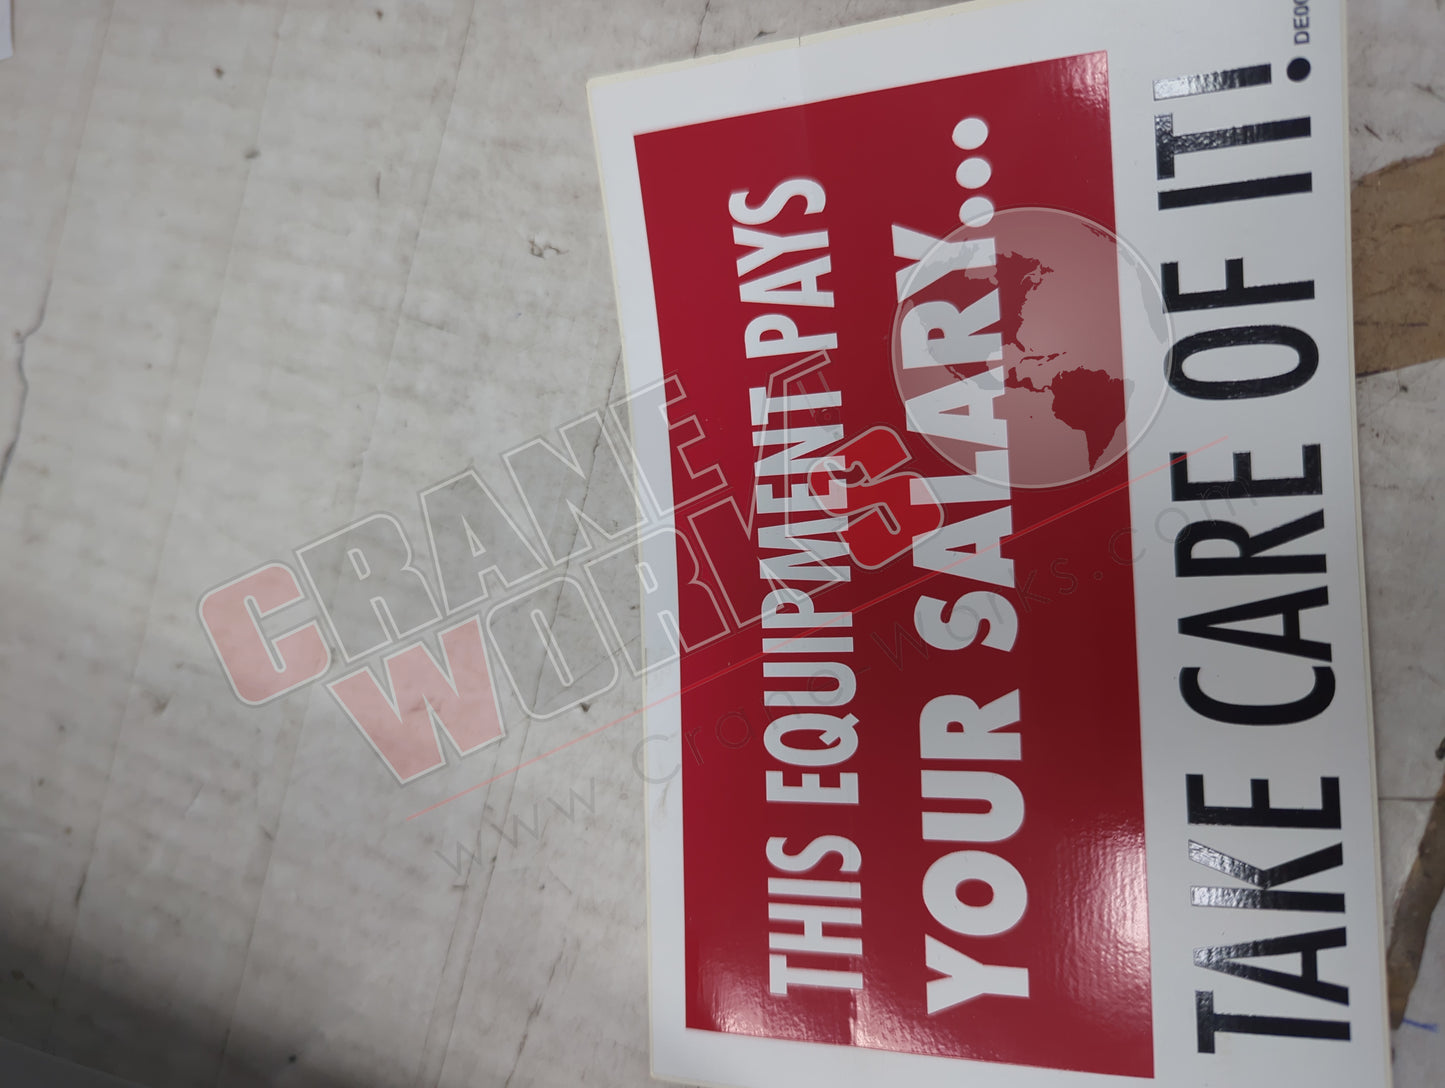 THIS EQUIPMENT PAYS
YOUR SALARY...
TAKE CARE OF IT!
CRANE
WORKS
www.crane-works.com